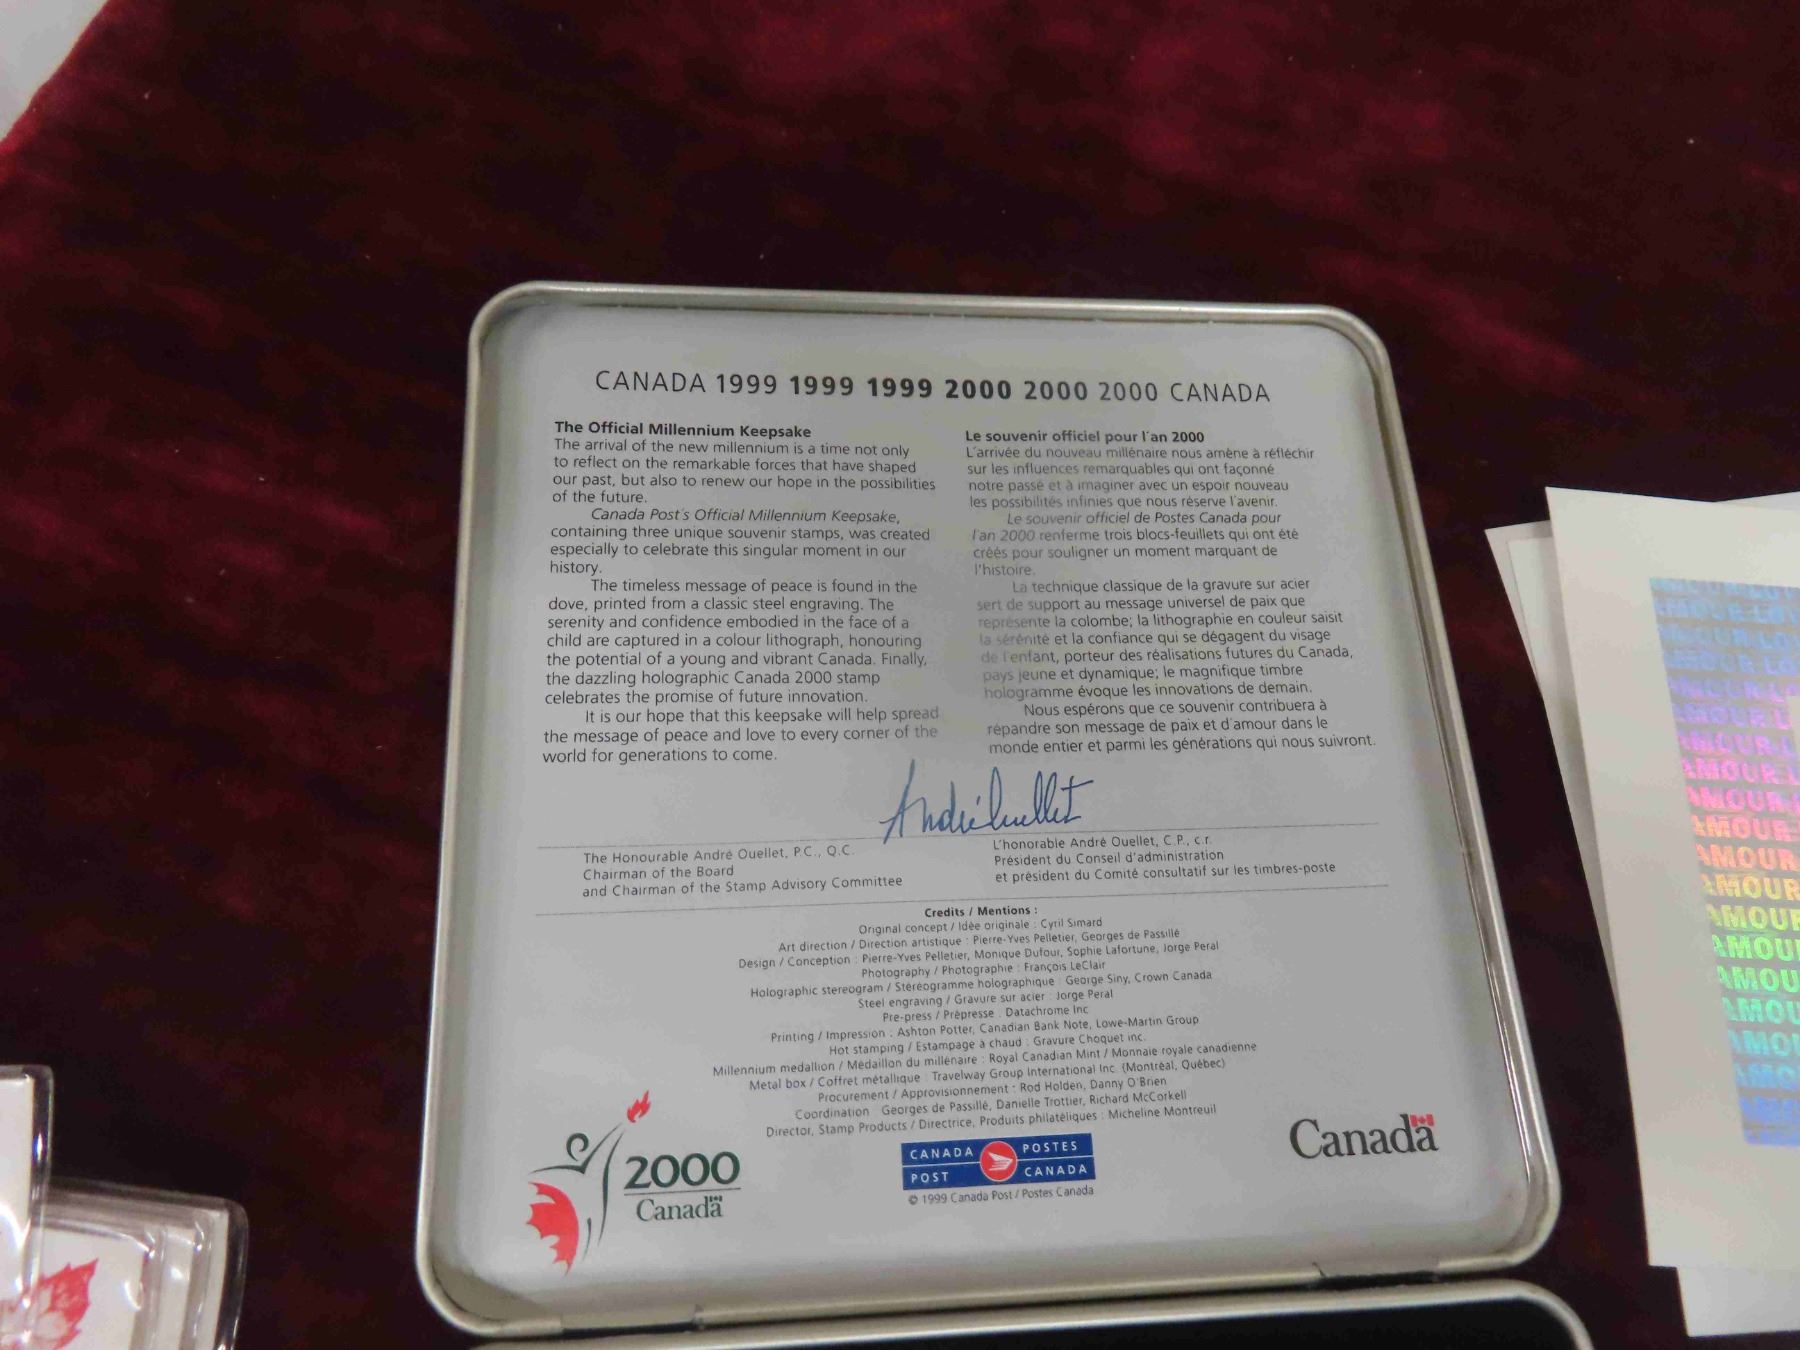 CANADA 1999 1999 1999 2000 2000 2000 CANADA
The Official Millennium Keepsake
The arrival of the new millennium is a time not only
to reflect on the remarkable forces that have shaped
our past, but also to renew our hope in the possibilities
of the future.
Canada Post's Official Millennium Keepsake,
containing three unique souvenir stamps, was created
especially to celebrate this singular moment in our
history.
The timeless message of peace is found in the
dove, printed from a classic steel engraving. The
serenity and confidence embodied in the face of a
child are captured in a colour lithograph, honouring
the potential of a young and vibrant Canada. Finally,
the dazzling holographic Canada 2000 stamp
celebrates the promise of future innovation.
It is our hope that this keepsake will help spread
the message of peace and love to every corner of the
world for generations to come.
Le souvenir officiel pour l'an 2000
L'arrivée du nouveau millénaire nous amène à réfléchir
sur les influences remarquables qui ont façonné
notre passé et à imaginer avec un espoir nouveau
les possibilités infinies que nous réserve l'avenir.
Le souvenir officiel de Postes Canada pour
l'an 2000 renferme trois blocs-feuillets qui ont été
créés pour souligner un moment marquant de
l'histoire.
La technique classique de la gravure sur acier
sert de support au message universel de paix que
représente la colombe; la lithographie en couleur saisit
la sérénité et la confiance qui se dégagent du visage
de l'enfant, porteur des réalisations futures du Canada,
pays jeune et dynamique; le magnifique timbre
hologramme évoque les innovations de demain.
Nous espérons que ce souvenir contribuera à
répandre son message de paix et d'amour dans le
monde entier et parmi les générations qui nous suivront.
André Ouellet
The Honourable André Ouellet, P.C., Q.C.
Chairman of the Board
and Chairman of the Stamp Advisory Committee
L'honorable André Ouellet, C.P., c.r.
Président du Conseil d'administration
et président du Comité consultatif sur les timbres-poste
Credits / Mentions :
Original concept / Idée originale : Cyril Simard
Art direction / Direction artistique : Pierre-Yves Pelletier, Georges de Passillé
Design / Conception : Pierre-Yves Pelletier, Monique Dufour, Sophie Lafortune, Jorge Peral
Photography / Photographie : François LeClair
Holographic stereogram / Stéréogramme holographique : George Siny, Crown Canada
Steel engraving / Gravure sur acier : Jorge Peral
Pre-press / Prépresse : Datachrome Inc
Printing / Impression : Ashton Potter, Canadian Bank Note, Lowe-Martin Group
Hot stamping / Estampage à chaud : Gravure Choquet inc.
Millennium medallion / Médaillon du millénaire : Royal Canadian Mint / Monnaie royale canadienne
Metal box / Coffret métallique : Travelway Group International Inc. (Montréal, Québec)
Procurement / Approvisionnement : Rod Holden, Danny O'Brien
Coordination : Georges de Passillé, Danielle Trottier, Richard McCorkell
Director, Stamp Products / Directrice, Produits philatéliques : Micheline Montreuil
2000
Canada
CANADA POST
POSTES CANADA
© 1999 Canada Post / Postes Canada
Canada
AMOUR
AMOUR
AMOUR
AMOUR
AMOUR
AMOUR